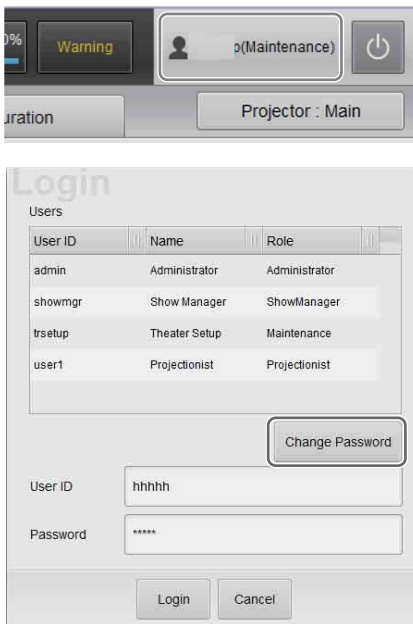 0%
Warning
(Maintenance)
uration
Projector : Main
Login
Users
User ID Name Role
admin Administrator Administrator
showmgr Show Manager ShowManager
trsetup Theater Setup Maintenance
user1 Projectionist Projectionist
Change Password
User ID hhhhh
Password *****
Login Cancel